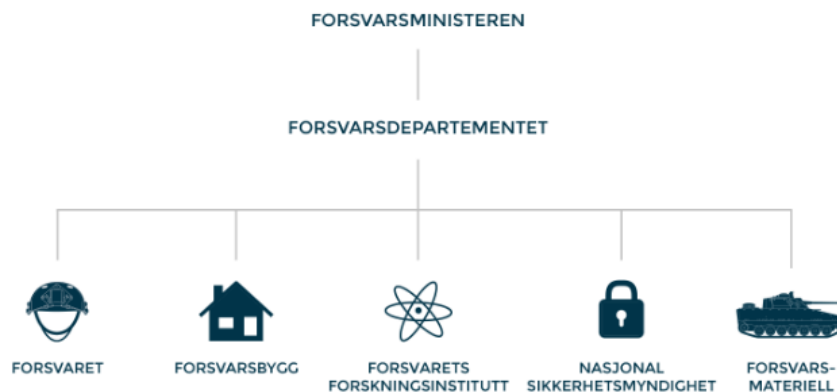 FORSVARSMINISTEREN
FORSVARSDEPARTEMENTET
FORSVARET
FORSVARSBYGG
FORSVARETS
FORSKNINGSINSTITUTT
NASJONAL
SIKKERHETSMYNDIGHET
FORSVARS-
MATERIELL